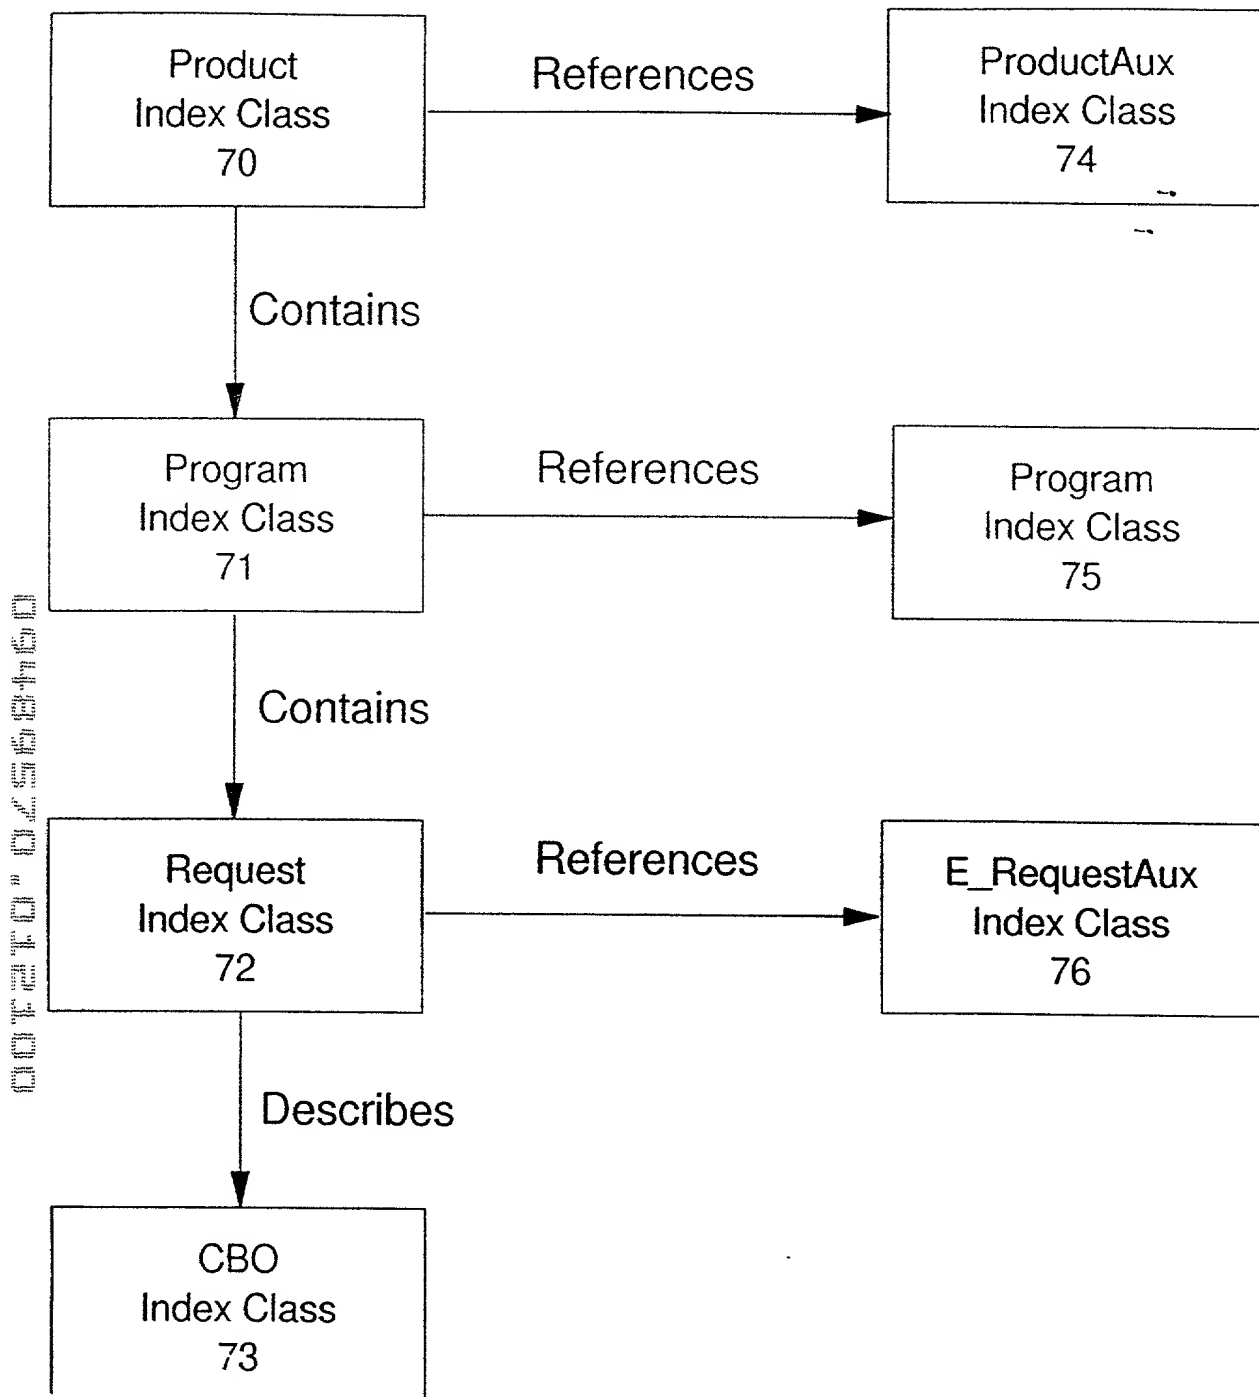 Product
Index Class
70
References
ProductAux
Index Class
74
Contains
Program
Index Class
71
References
Program
Index Class
75
Contains
Request
Index Class
72
References
E_RequestAux
Index Class
76
Describes
CBO
Index Class
73